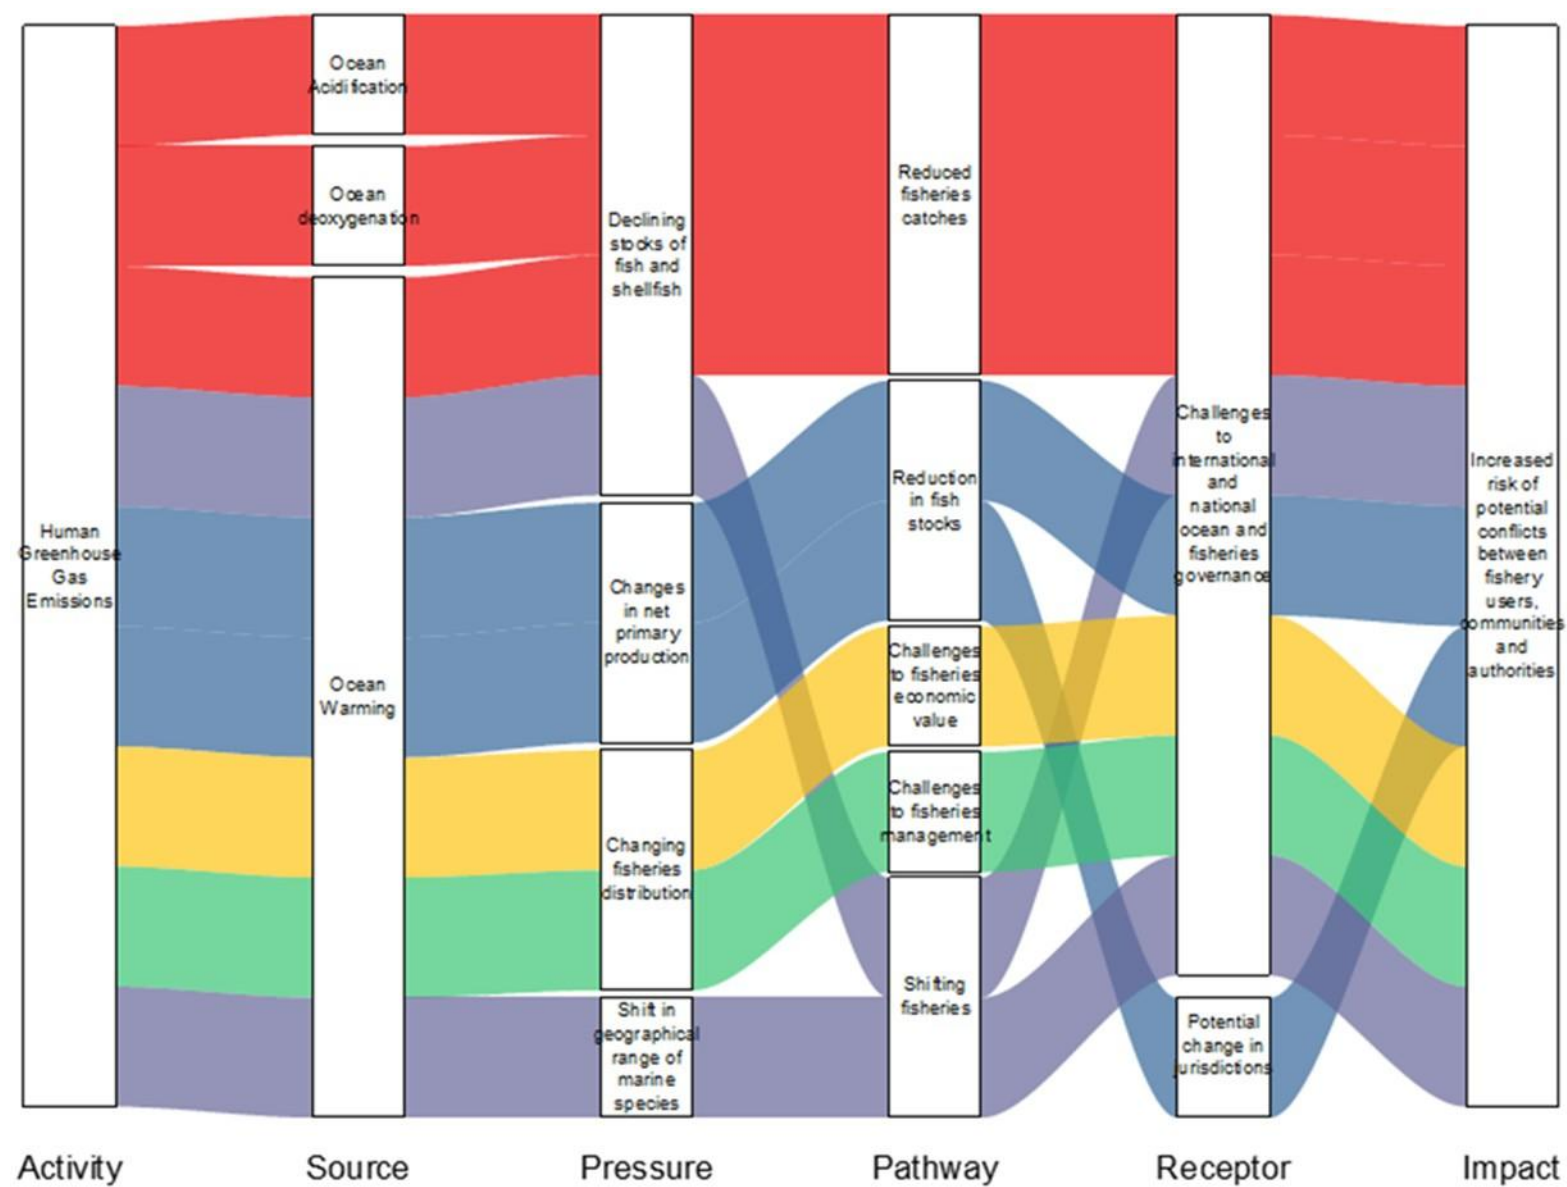 Human
Greenhouse
Gas
Emissions
Ocean
Acidification
Ocean
deoxygenation
Ocean
Warming
Declining
stocks of
fish and
shellfish
Changes
in net
primary
production
Changing
fisheries
distribution
Shift in
geographical
range of
marine
species
Reduced
fisheries
catches
Reduction
in fish
stocks
Challenges
to fisheries
economic
value
Challenges
to fisheries
management
Shifting
fisheries
Challenges
to
international
and
national
ocean and
fisheries
governance
Potential
change in
jurisdictions
Increased
risk of
potential
conflicts
between
fishery
users,
communities
and
authorities
Activity
Source
Pressure
Pathway
Receptor
Impact